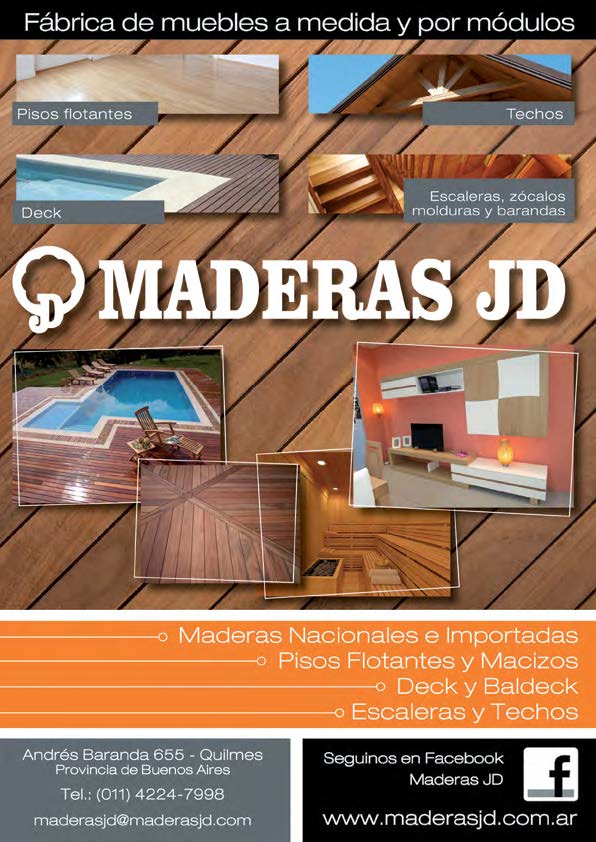 Fábrica de muebles a medida y por módulos
Pisos flotantes
Techos
Deck
Escaleras, zócalos
molduras y barandas
JD
MADERAS JD
Maderas Nacionales e Importadas
Pisos Flotantes y Macizos
Deck y Baldeck
Escaleras y Techos
Andrés Baranda 655 - Quilmes
Provincia de Buenos Aires
Tel.: (011) 4224-7998
maderasjd@maderasjd.com
Seguinos en Facebook
Maderas JD
f
www.maderasjd.com.ar